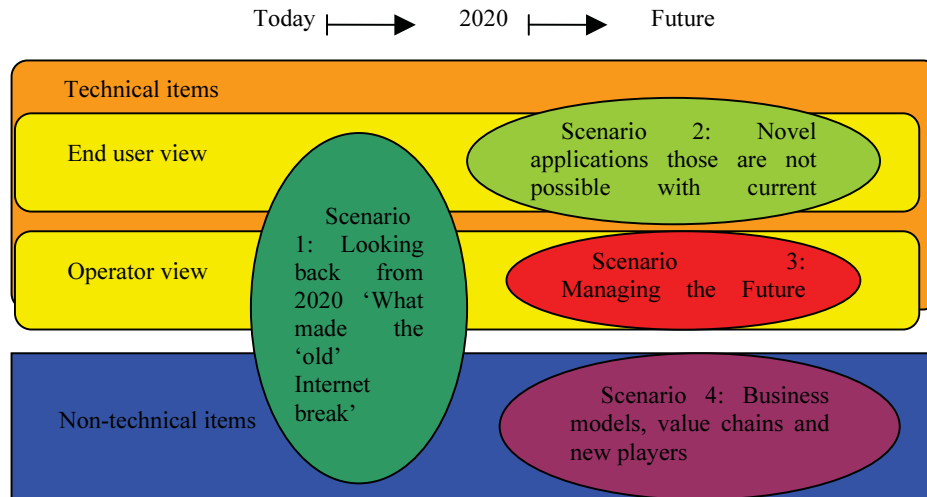 Today 2020 Future
Technical items
End user view
Scenario 2: Novel
applications those are not
possible with current
Scenario
1: Looking
back from
2020 ‘What
made the
‘old’
Internet
break’
Operator view
Scenario 3:
Managing the Future
Non-technical items
Scenario 4: Business
models, value chains and
new players